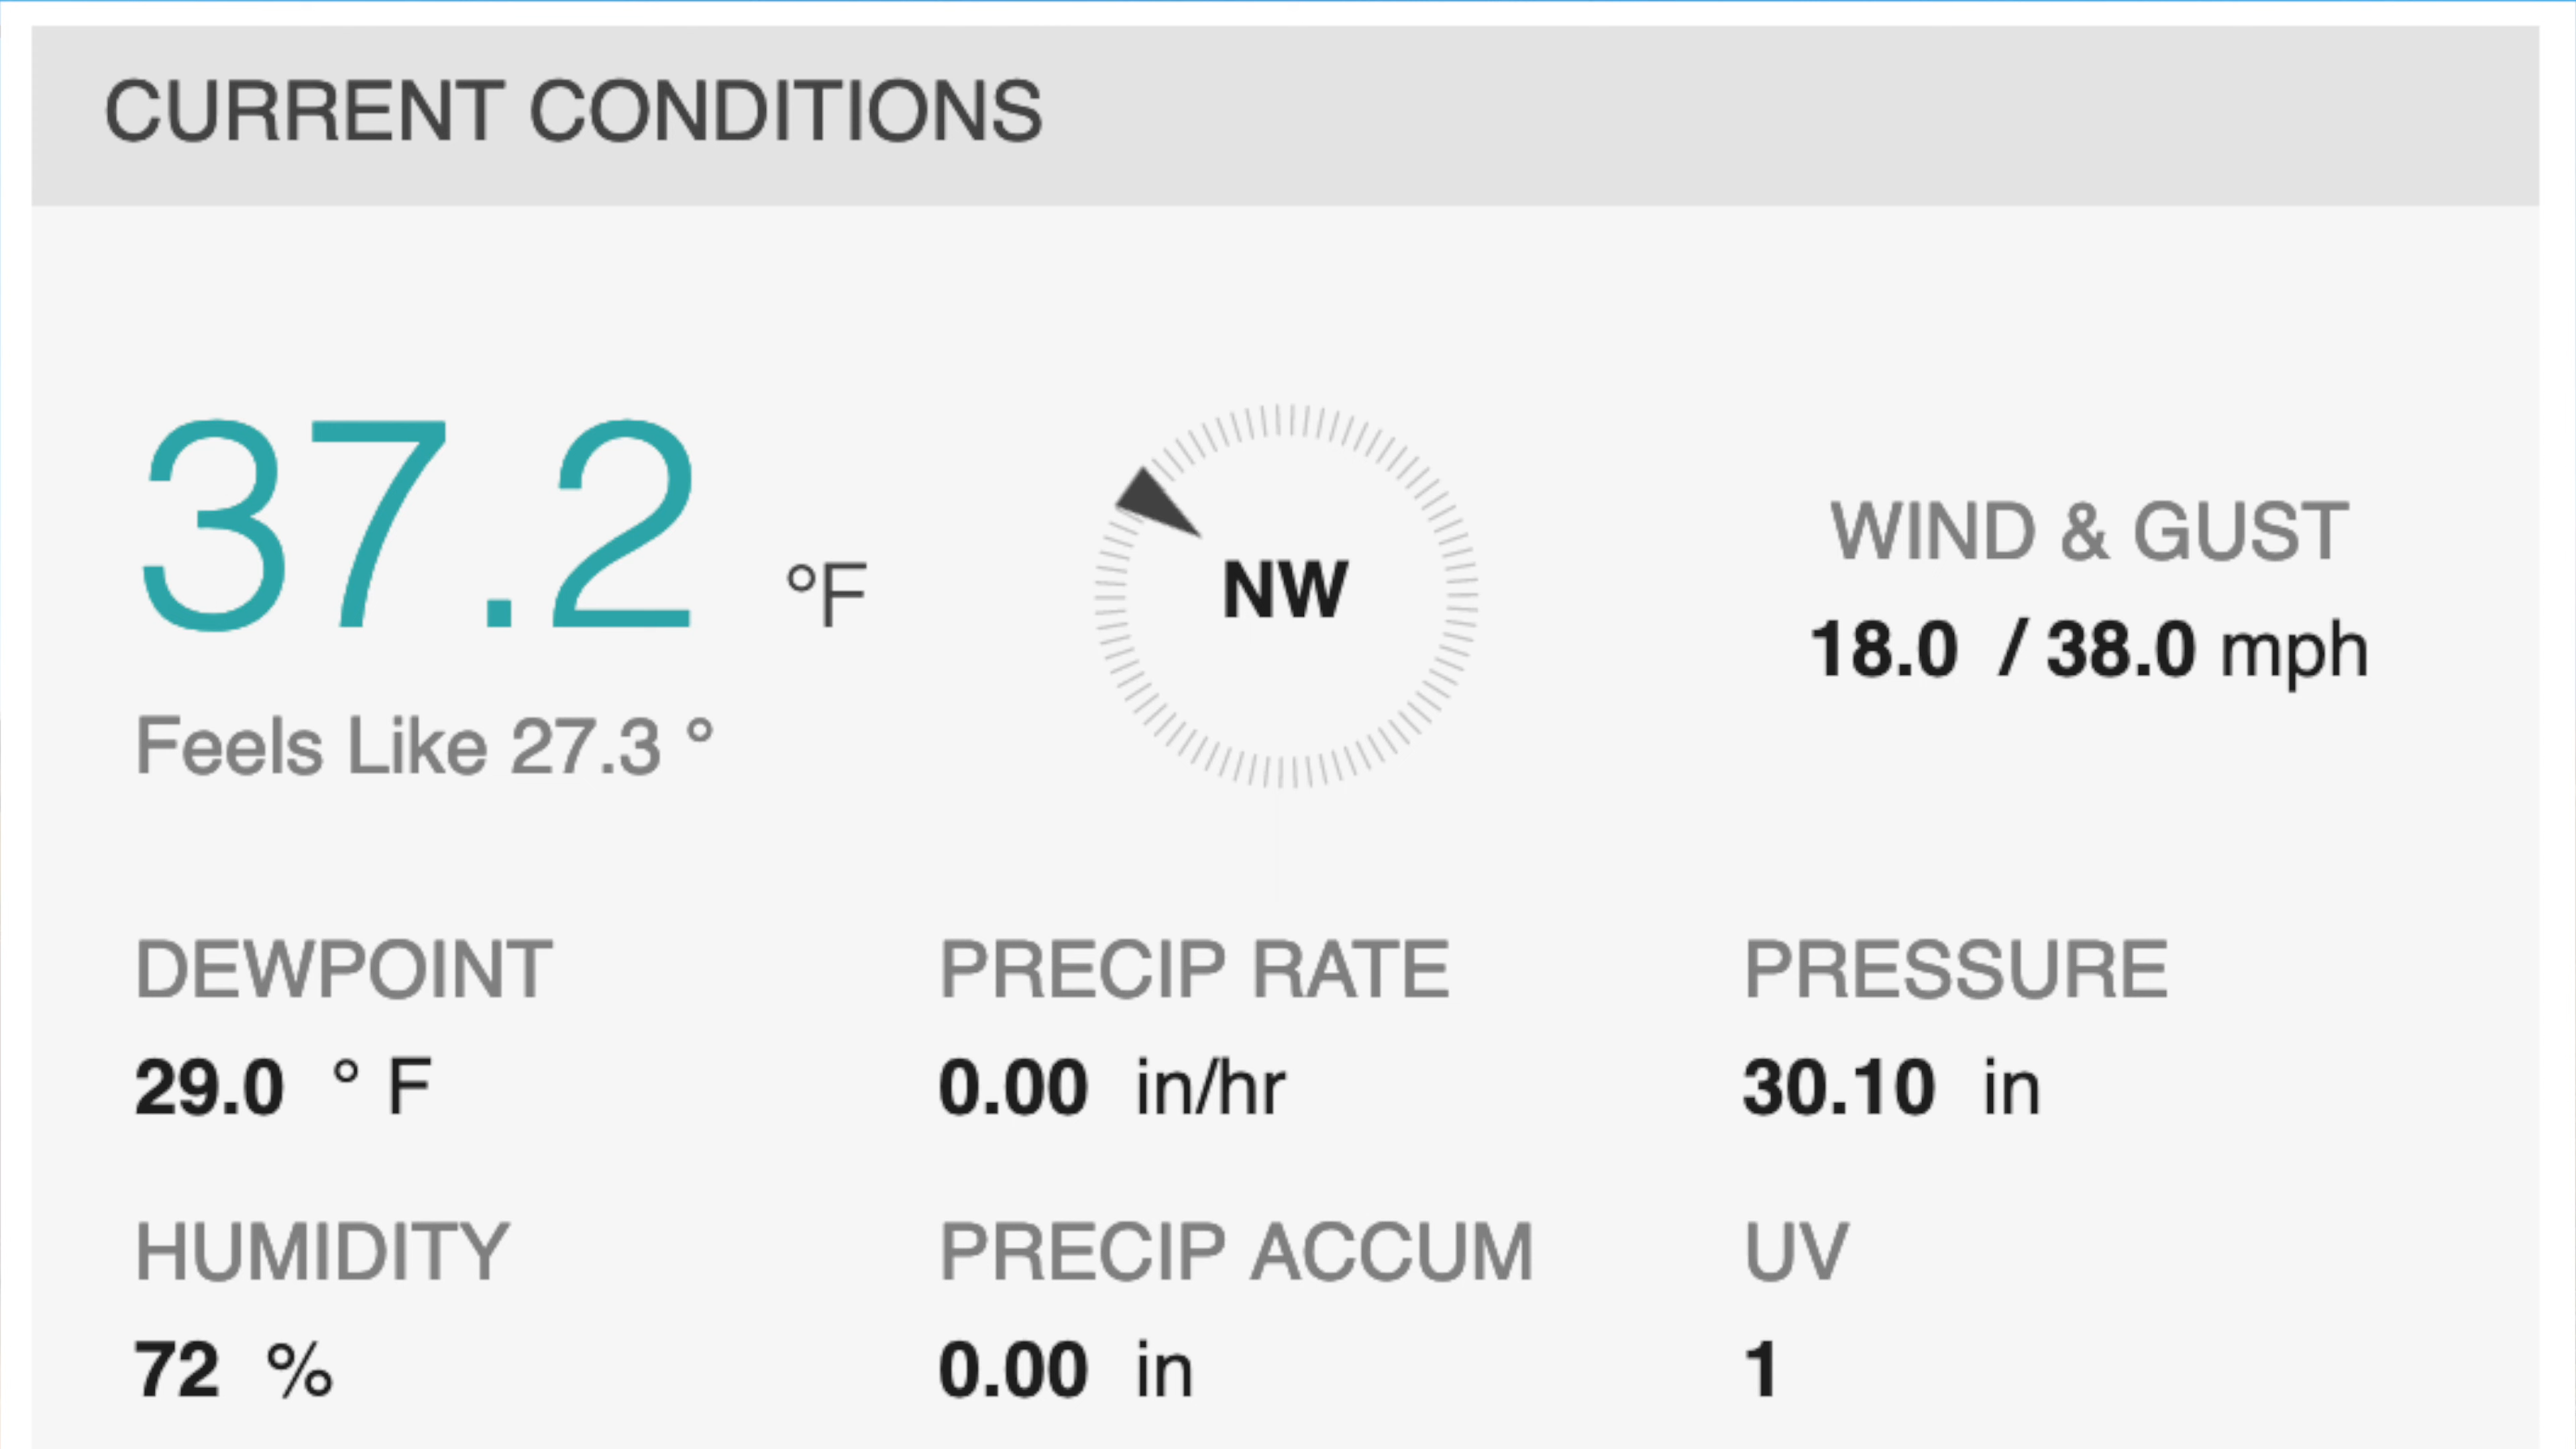 CURRENT CONDITIONS
37.2 °F
Feels Like 27.3 °
NW
WIND & GUST
18.0 / 38.0 mph
DEWPOINT
29.0 ° F
PRECIP RATE
0.00 in/hr
PRESSURE
30.10 in
HUMIDITY
72 %
PRECIP ACCUM
0.00 in
UV
1